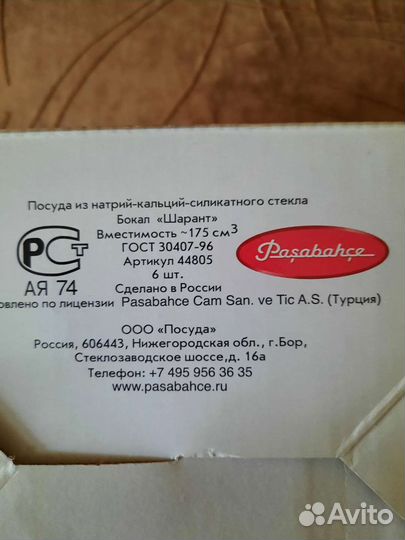 Посуда из натрий-кальций-силикатного стекла
Бокал «Шарант»
Вместимость ~175 см3
ГОСТ 30407-96
Артикул 44805
6 шт.
Сделано в России
РСТ
АЯ 74
Paşabahçe
овлено по лицензии Pasabahce Cam San. ve Tic A.S. (Турция)
ООО «Посуда»
Россия, 606443, Нижегородская обл., г.Бор,
Стеклозаводское шоссе,д. 16а
Телефон: +7 495 956 36 35
www.pasabahce.ru
Avito